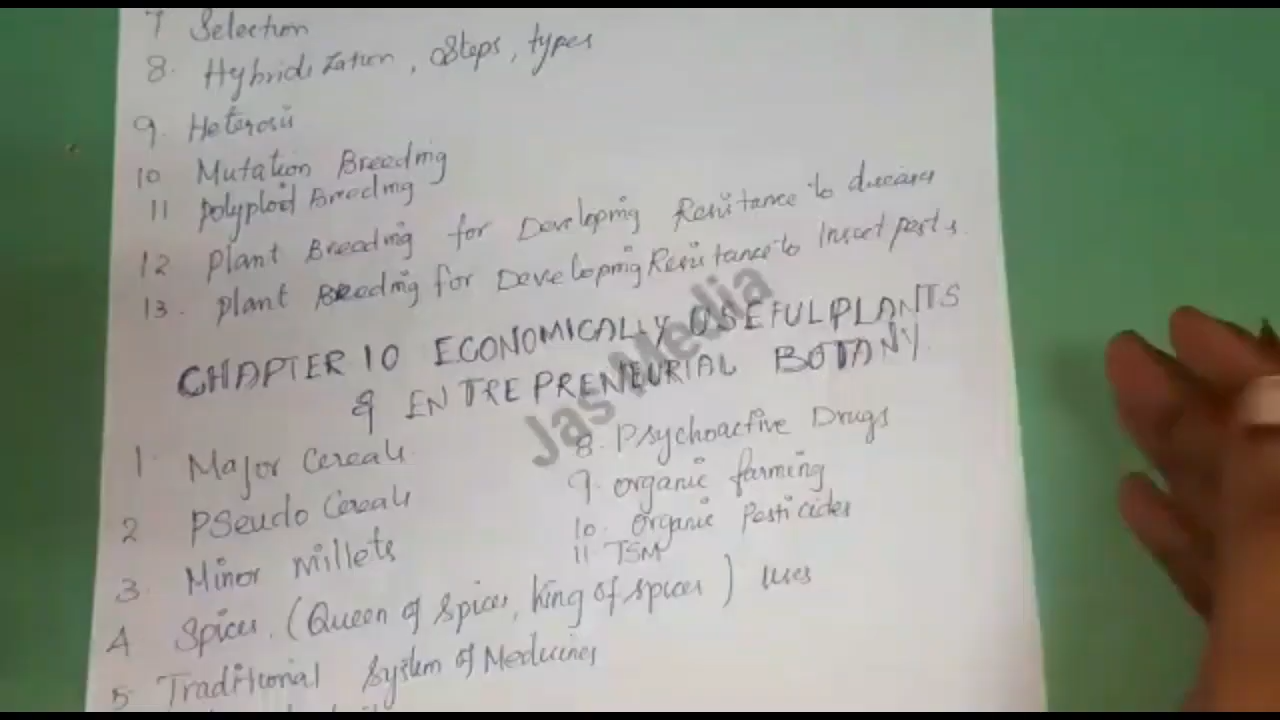 7 Selection
8. Hybridization, Steps, types
9. Heterosis
10 Mutation Breeding
11 polyploid Breeding
12 plant Breeding for Developing Resistance to diseases
13. plant Breeding for Developing Resistance to Insect pests.
CHAPTER 10 ECONOMICALLY USEFUL PLANTS
& ENTREPRENEURIAL BOTANY
1. Major Cereals
2 PSeudo Cereals
3. Minor millets
4 Spices. (Queen of spices, King of spices) uses
5 Traditional System of Medicines
8. Psychoactive Drugs
9. organic farming
10. Organic Pesticides
11 TSM
Jas Media